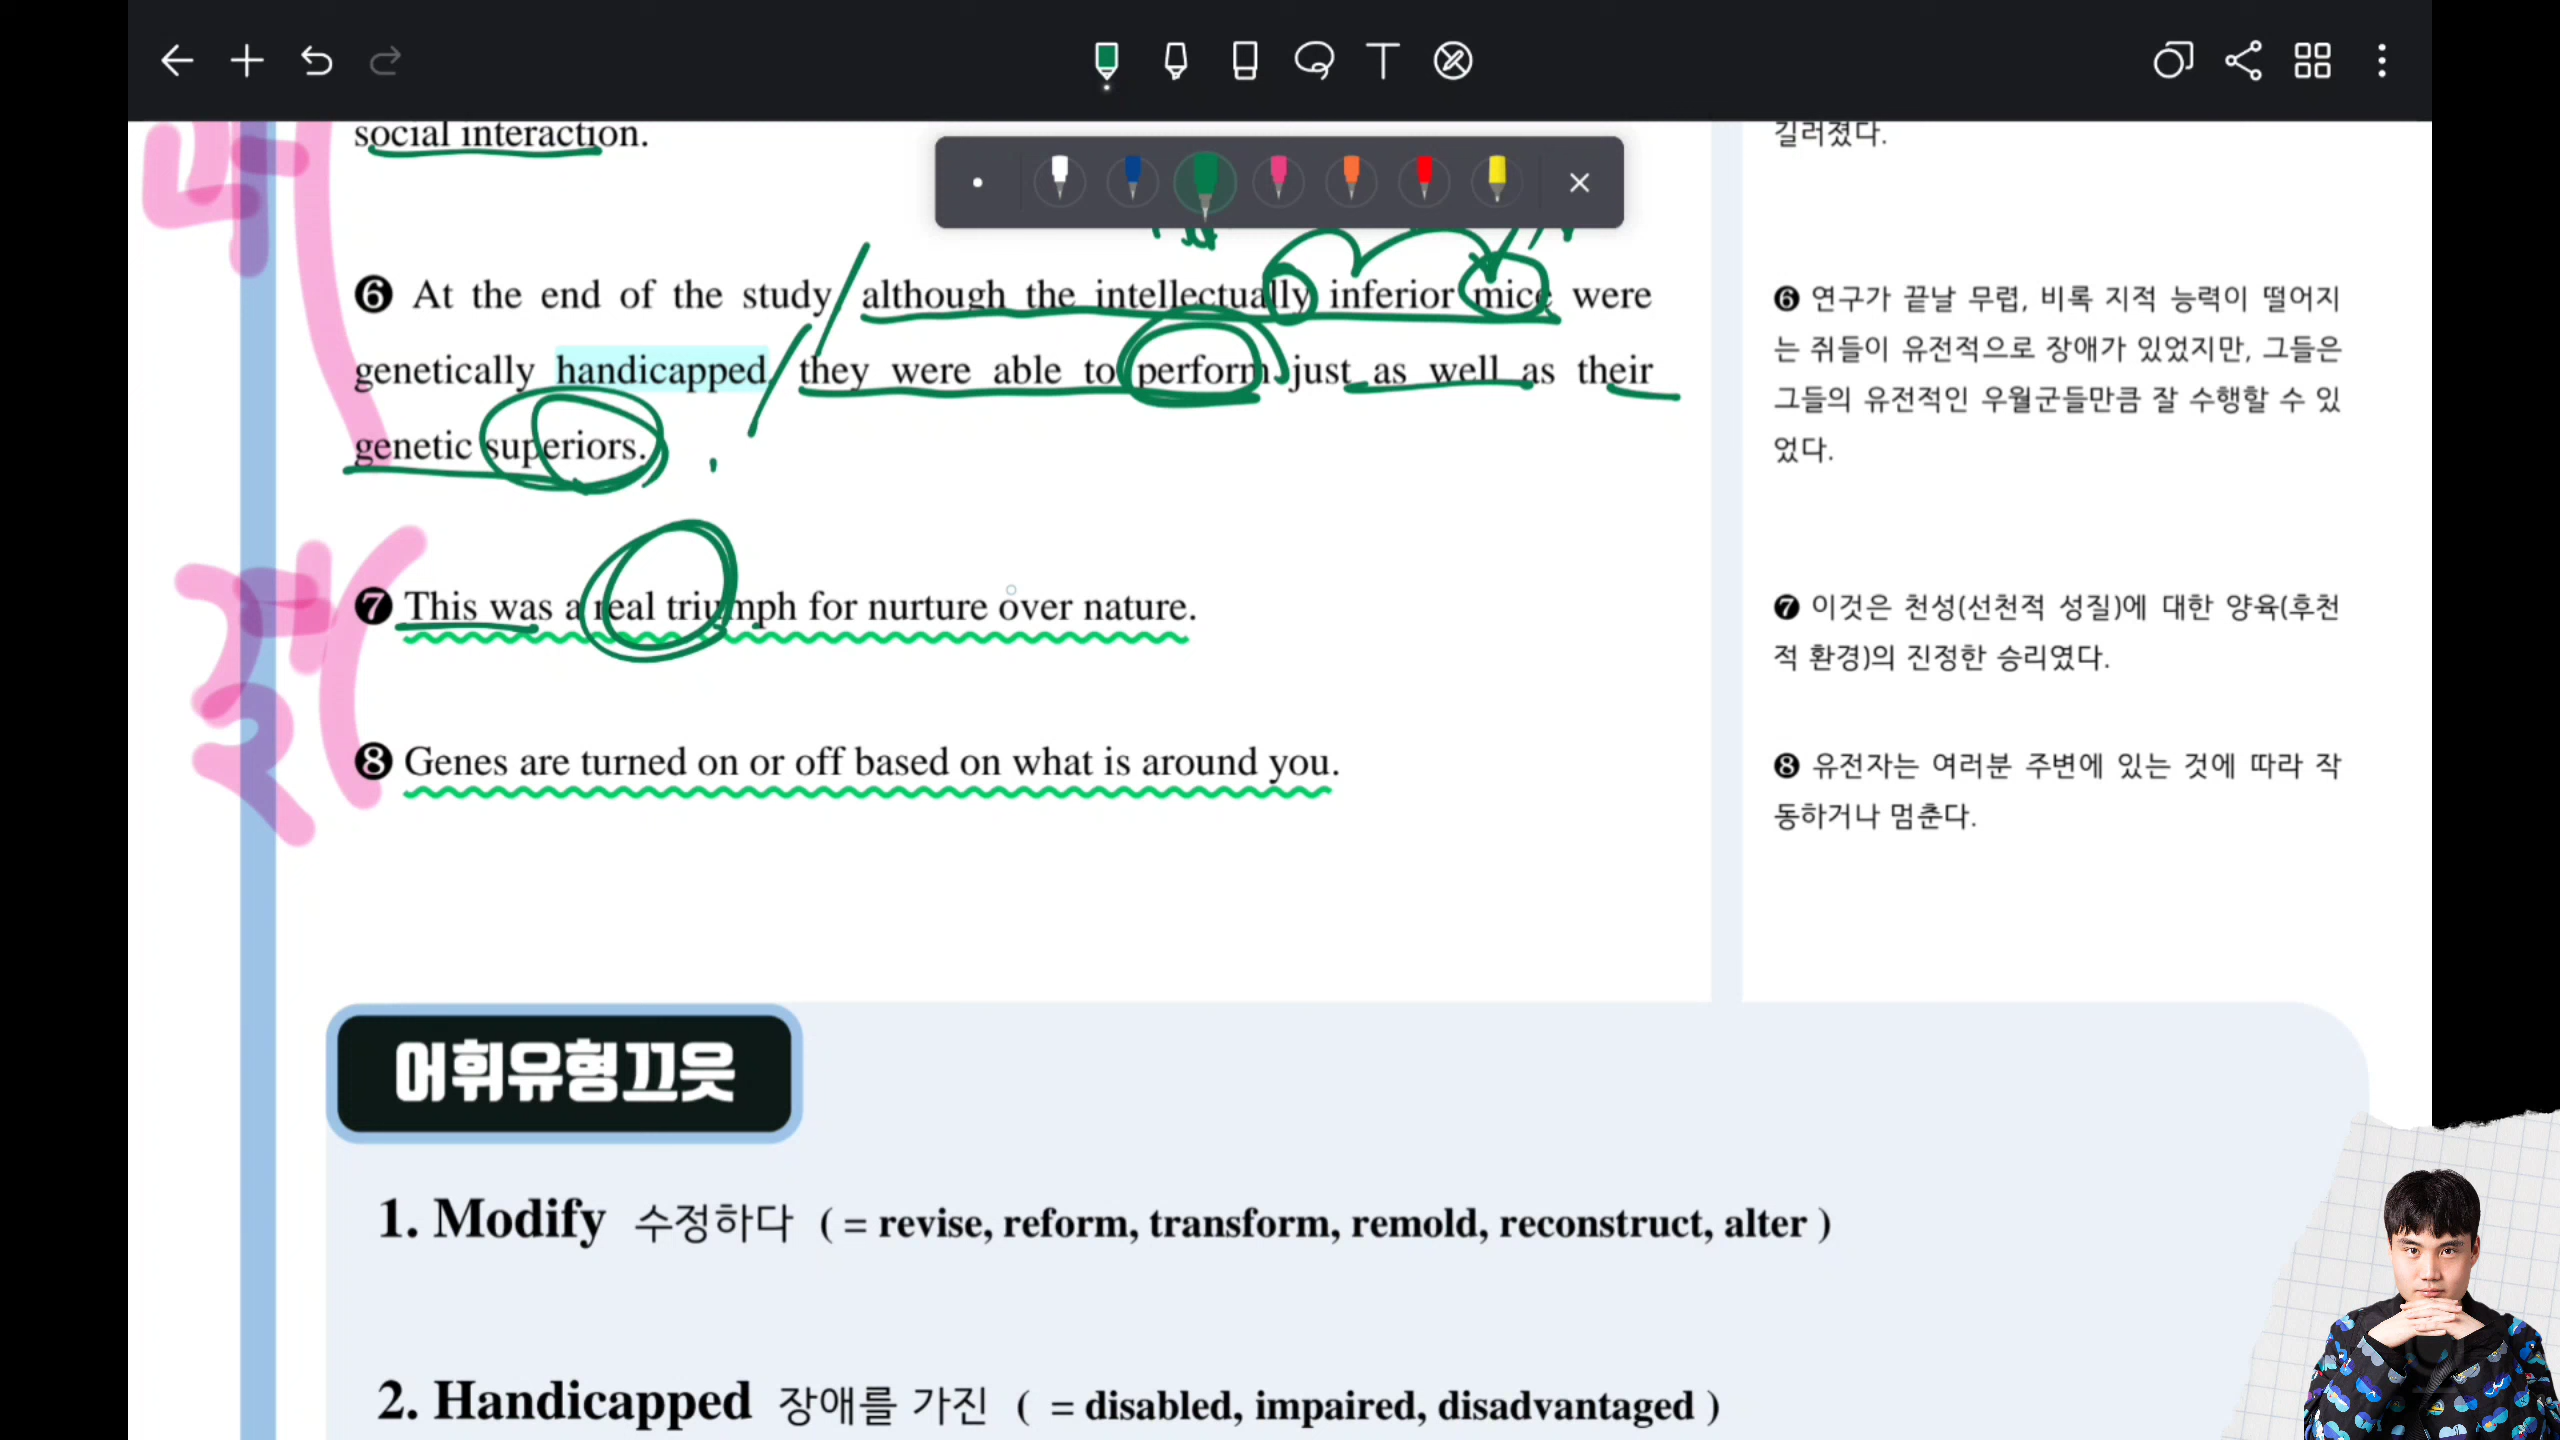 social interaction.
길러졌다.
❻ At the end of the study, although the intellectually inferior mice were
genetically handicapped, they were able to perform just as well as their
genetic superiors.
❻ 연구가 끝날 무렵, 비록 지적 능력이 떨어지
는 쥐들이 유전적으로 장애가 있었지만, 그들은
그들의 유전적인 우월군들만큼 잘 수행할 수 있
었다.
❼ This was a real triumph for nurture over nature.
❼ 이것은 천성(선천적 성질)에 대한 양육(후천
적 환경)의 진정한 승리였다.
❽ Genes are turned on or off based on what is around you.
❽ 유전자는 여러분 주변에 있는 것에 따라 작
동하거나 멈춘다.
어휘유형끄읏
1. Modify 수정하다 ( = revise, reform, transform, remold, reconstruct, alter )
2. Handicapped 장애를 가진 ( = disabled, impaired, disadvantaged )